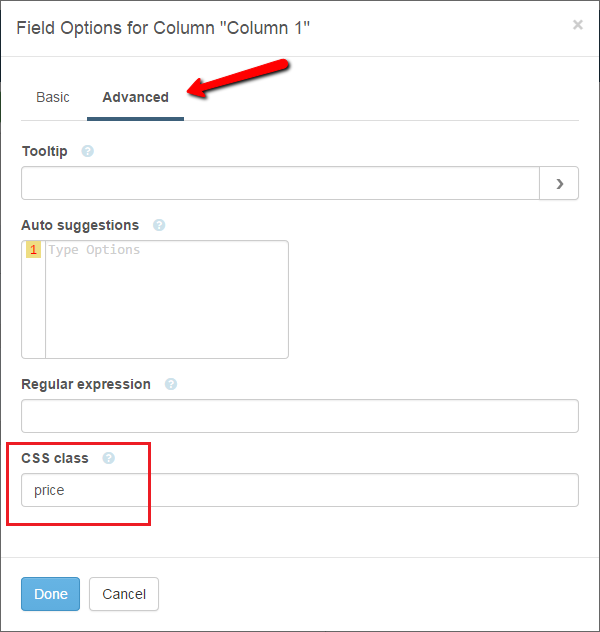 Field Options for Column "Column 1"
×
Basic Advanced
Tooltip ?
›
Auto suggestions ?
1 Type Options
Regular expression ?
CSS class ?
price
Done Cancel